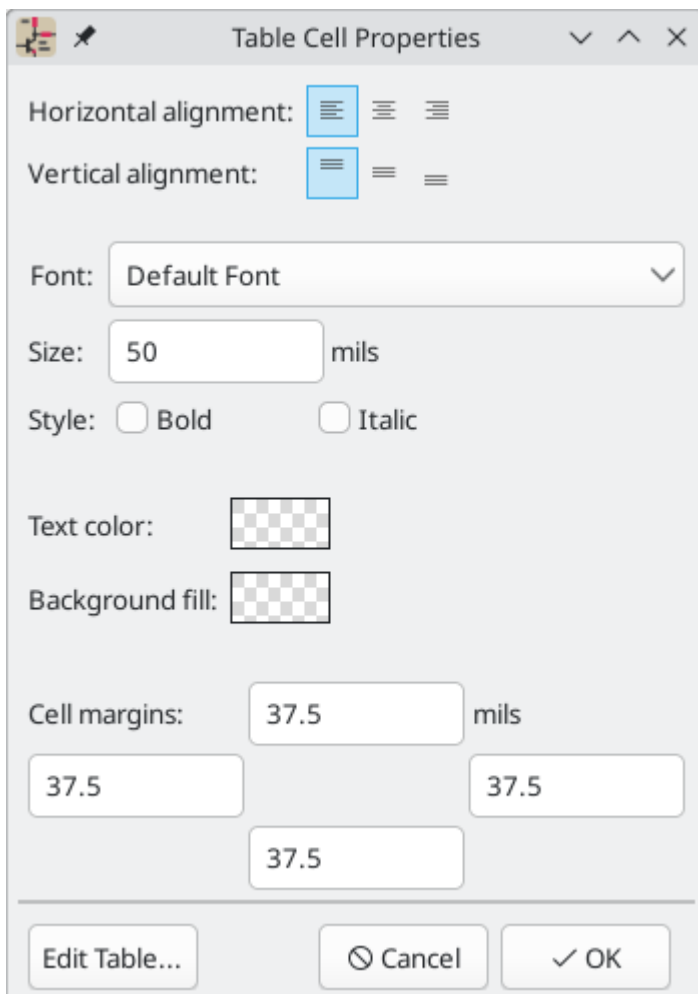 Table Cell Properties
Horizontal alignment:
Vertical alignment:
Font: Default Font
Size: 50 mils
Style: Bold Italic
Text color:
Background fill:
Cell margins: 37.5 mils
37.5 37.5
37.5
Edit Table... Cancel OK